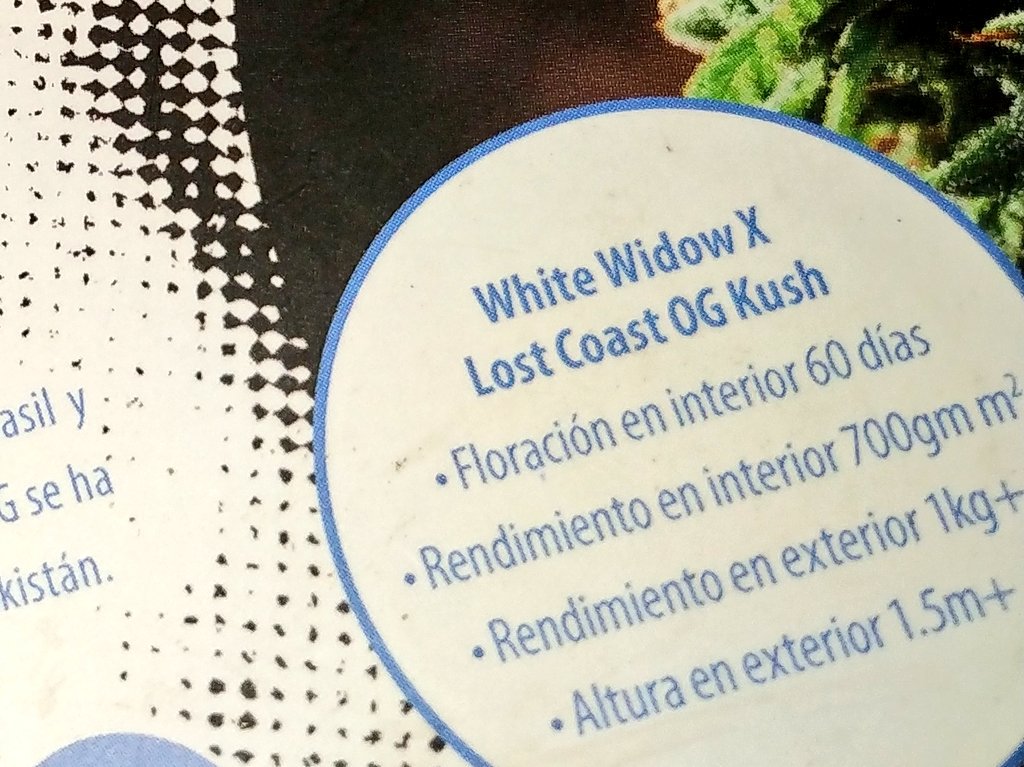 White Widow X
Lost Coast OG Kush
• Floración en interior 60 días
• Rendimiento en interior 700gm m²
• Rendimiento en exterior 1kg+
• Altura en exterior 1.5m+
asil y
G se ha
kistán.